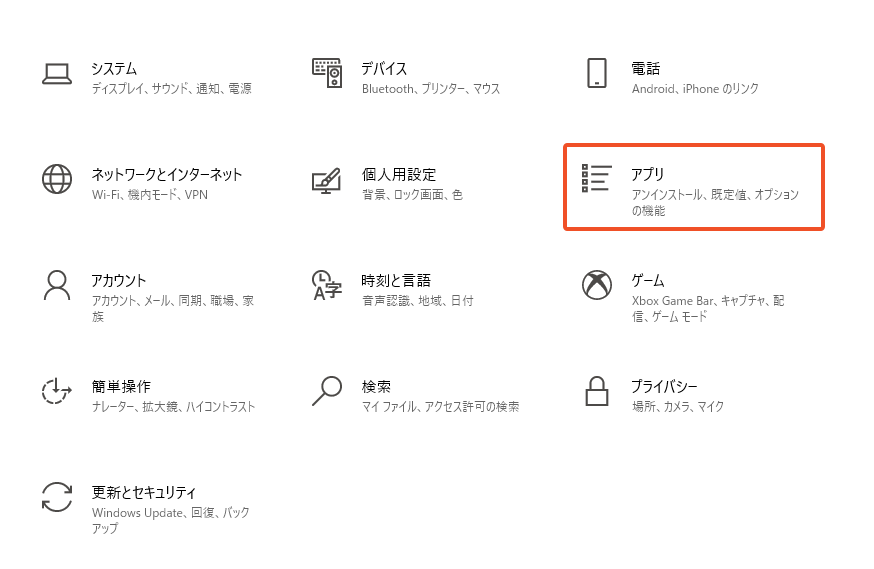 システム
ディスプレイ、サウンド、通知、電源
デバイス
Bluetooth、プリンター、マウス
電話
Android、iPhone のリンク
ネットワークとインターネット
Wi-Fi、機内モード、VPN
個人用設定
背景、ロック画面、色
アプリ
アンインストール、既定値、オプション
の機能
アカウント
アカウント、メール、同期、職場、家
族
時刻と言語
音声認識、地域、日付
ゲーム
Xbox Game Bar、キャプチャ、配
信、ゲーム モード
簡単操作
ナレーター、拡大鏡、ハイコントラスト
検索
マイ ファイル、アクセス許可の検索
プライバシー
場所、カメラ、マイク
更新とセキュリティ
Windows Update、回復、バック
アップ